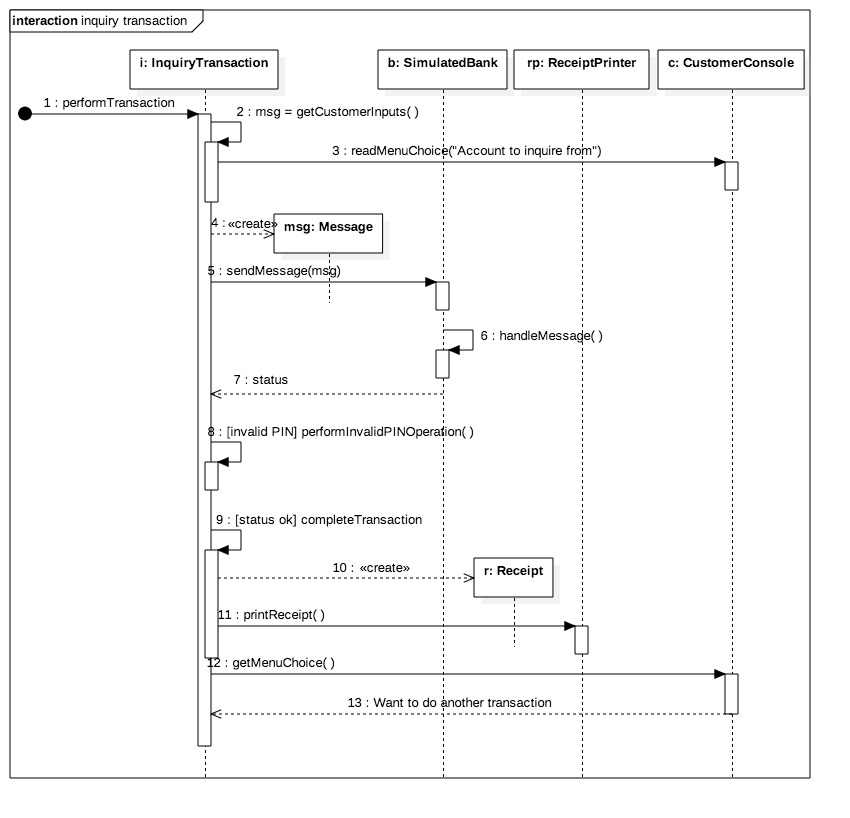 interaction inquiry transaction
i: InquiryTransaction
b: SimulatedBank
rp: ReceiptPrinter
c: CustomerConsole
1 : performTransaction
2 : msg = getCustomerInputs( )
3 : readMenuChoice("Account to inquire from")
4 : «create»
msg: Message
5 : sendMessage(msg)
6 : handleMessage( )
7 : status
8 : [invalid PIN] performInvalidPINOperation( )
9 : [status ok] completeTransaction
10 : «create»
r: Receipt
11 : printReceipt( )
12 : getMenuChoice( )
13 : Want to do another transaction